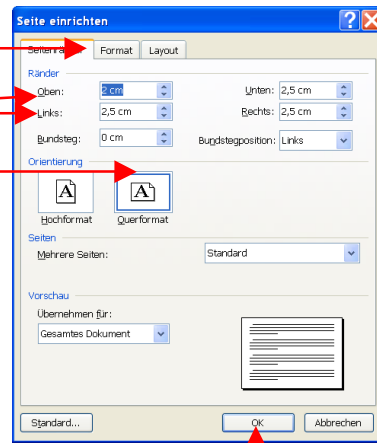 Seite einrichten
Seitenränder Format Layout
Ränder
Oben: 2 cm Unten: 2,5 cm
Links: 2,5 cm Rechts: 2,5 cm
Bundsteg: 0 cm Bundstegposition: Links
Orientierung
A A
Hochformat Querformat
Seiten
Mehrere Seiten: Standard
Vorschau
Übernehmen für:
Gesamtes Dokument
Standard... OK Abbrechen